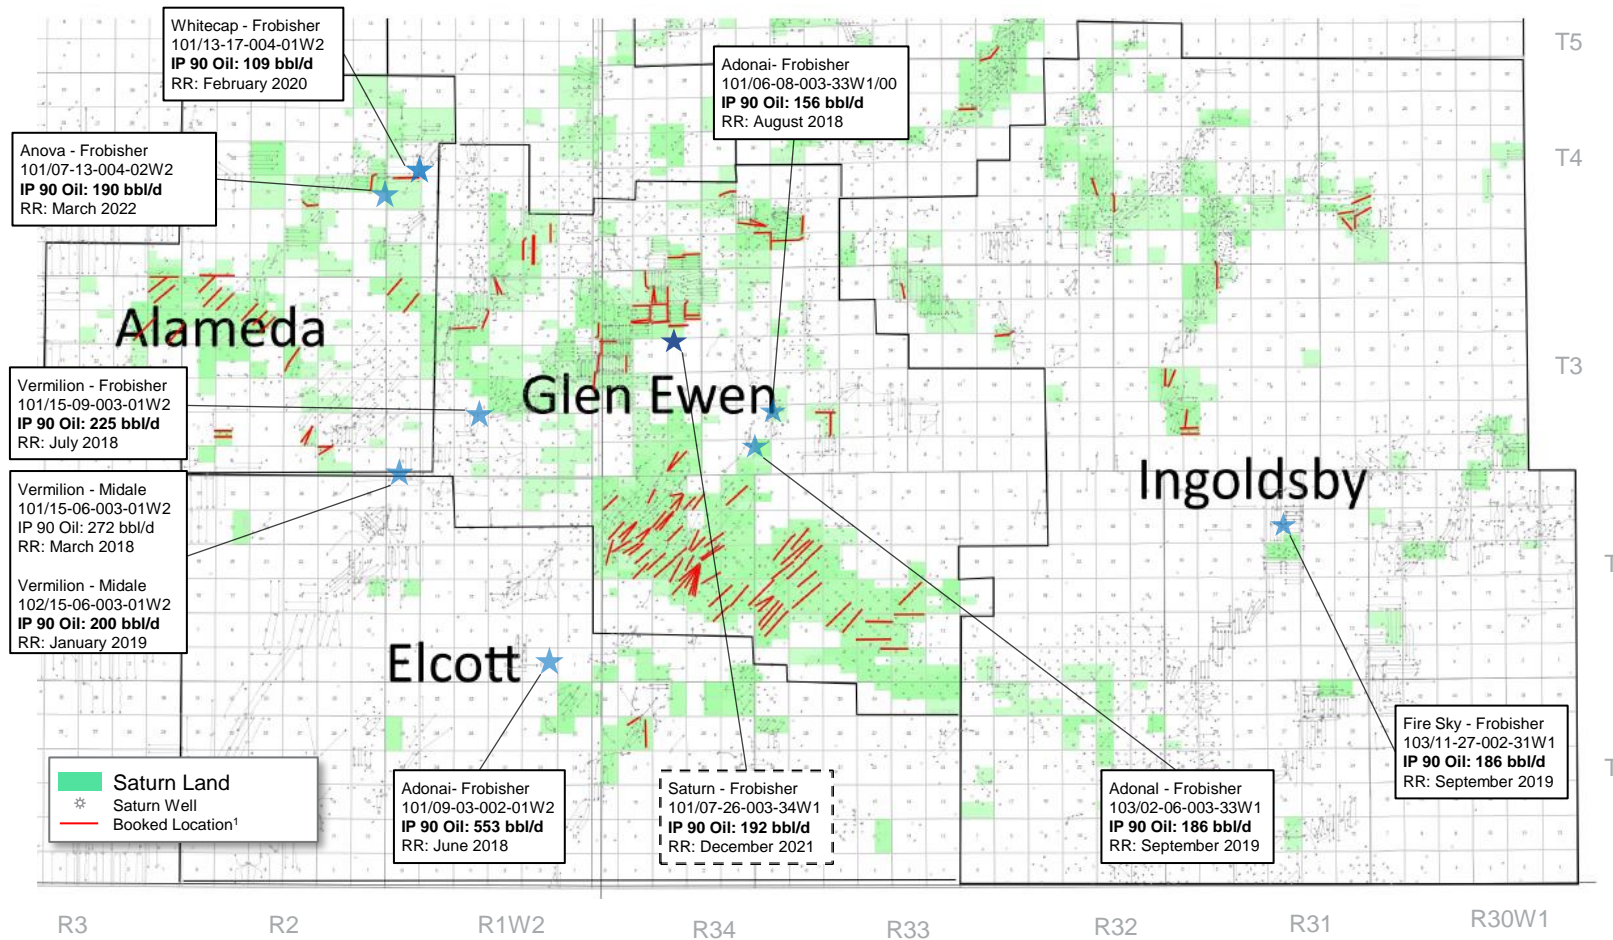 Whitecap - Frobisher
101/13-17-004-01W2
IP 90 Oil: 109 bbl/d
RR: February 2020
Adonai- Frobisher
101/06-08-003-33W1/00
IP 90 Oil: 156 bbl/d
RR: August 2018
T5
Anova - Frobisher
101/07-13-004-02W2
IP 90 Oil: 190 bbl/d
RR: March 2022
T4
Alameda
Vermilion - Frobisher
101/15-09-003-01W2
IP 90 Oil: 225 bbl/d
RR: July 2018
Glen Ewen
T3
Vermilion - Midale
101/15-06-003-01W2
IP 90 Oil: 272 bbl/d
RR: March 2018
Vermilion - Midale
102/15-06-003-01W2
IP 90 Oil: 200 bbl/d
RR: January 2019
Ingoldsby
T
Elcott
T
Fire Sky - Frobisher
103/11-27-002-31W1
IP 90 Oil: 186 bbl/d
RR: September 2019
Saturn Land
Saturn Well
Booked Location¹
Adonai - Frobisher
101/09-03-002-01W2
IP 90 Oil: 553 bbl/d
RR: June 2018
Saturn - Frobisher
101/07-26-003-34W1
IP 90 Oil: 192 bbl/d
RR: December 2021
Adonal - Frobisher
103/02-06-003-33W1
IP 90 Oil: 186 bbl/d
RR: September 2019
R3
R2
R1W2
R34
R33
R32
R31
R30W1